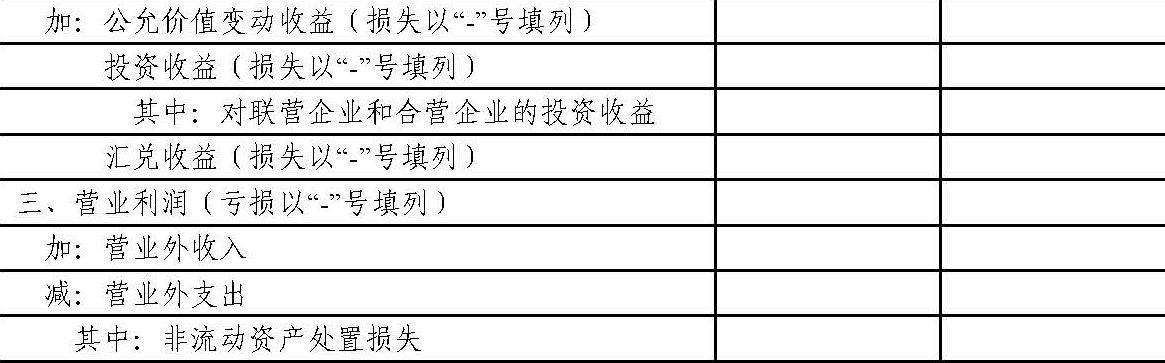 加：公允价值变动收益（损失以“-”号填列）
投资收益（损失以“-”号填列）
其中：对联营企业和合营企业的投资收益
汇兑收益（损失以“-”号填列）
三、营业利润（亏损以“-”号填列）
加：营业外收入
减：营业外支出
其中：非流动资产处置损失